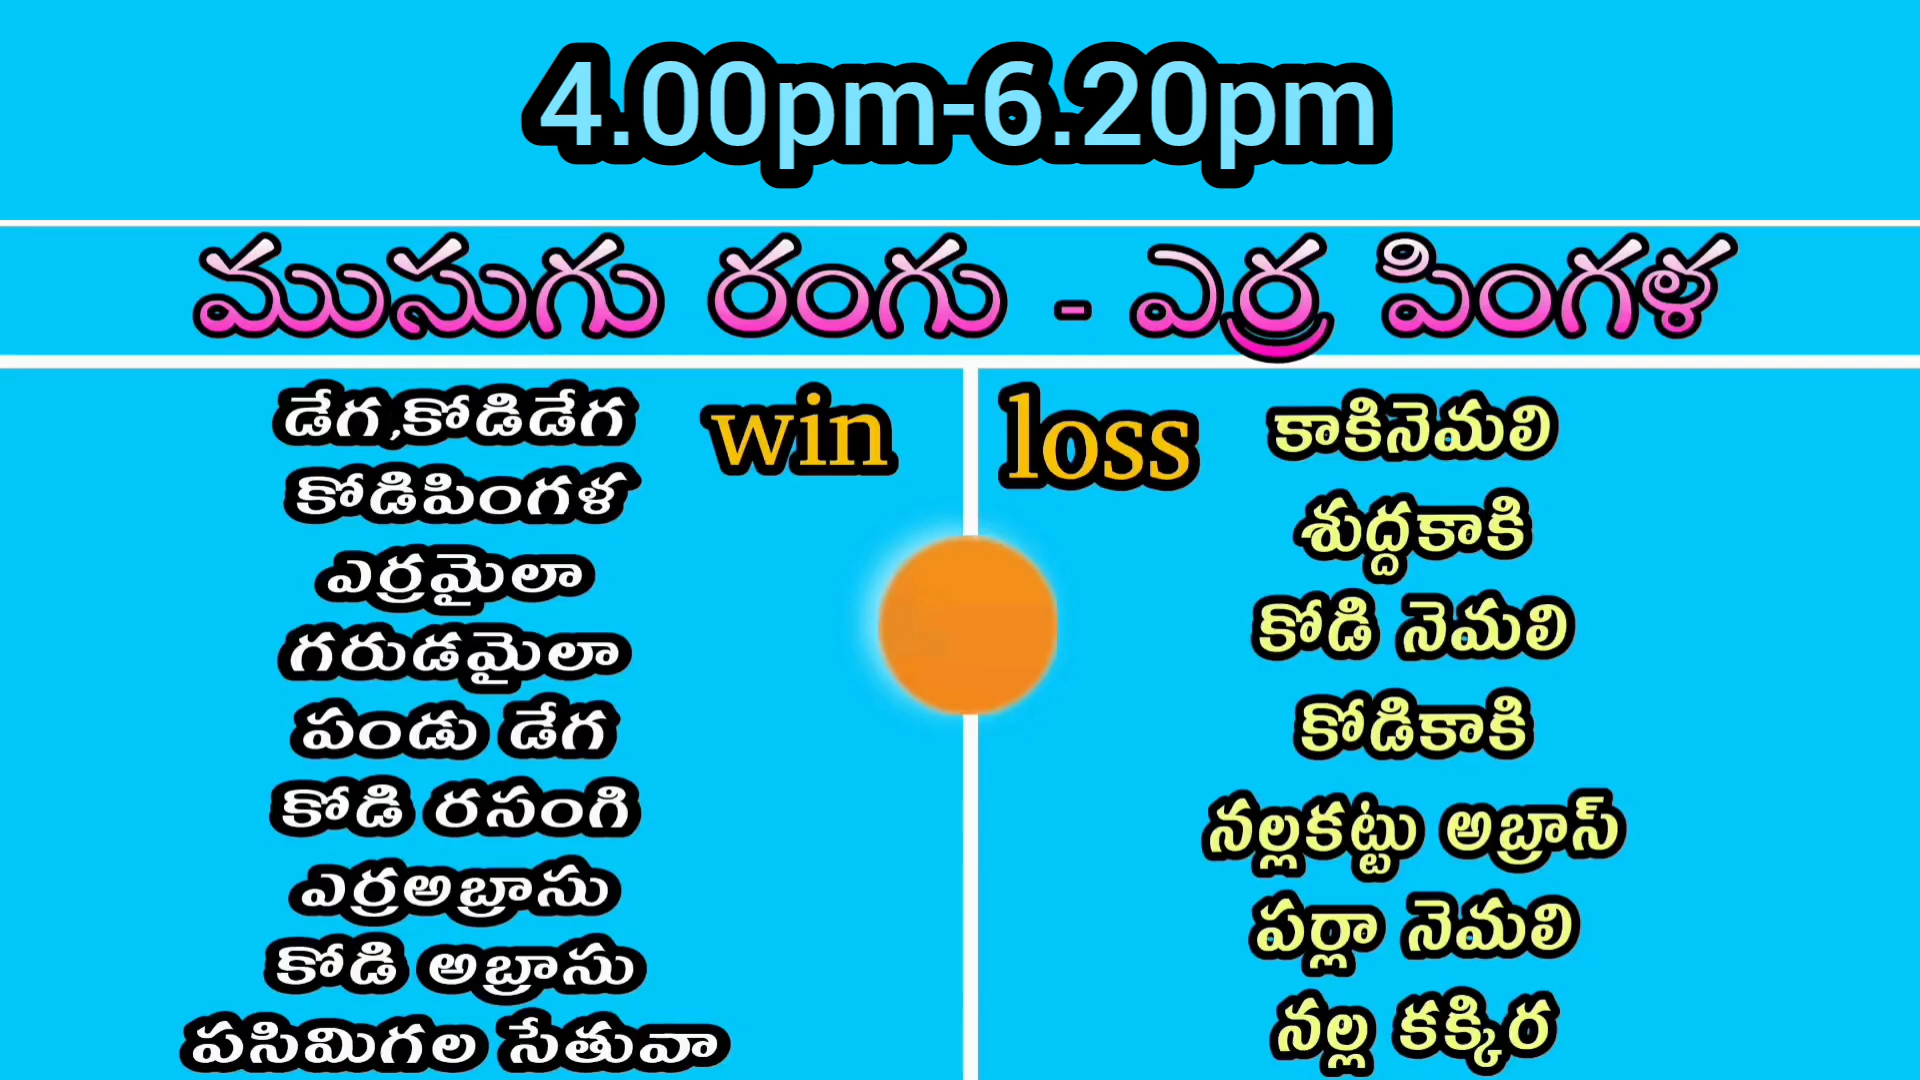 4.00pm-6.20pm
ముసుగు రంగు - ఎర్ర పింగళ
win
డేగ,కోడిడేగ
కోడిపింగళ
ఎర్రమైలా
గరుడమైలా
పండు డేగ
కోడి రసంగి
ఎర్రఅబ్రాసు
కోడి అబ్రాసు
పసిమిగల సేతువా
loss
కాకినెమలి
శుద్దకాకి
కోడి నెమలి
కోడికాకి
నల్లకట్టు అబ్రాస్
పర్లా నెమలి
నల్ల కక్కిర